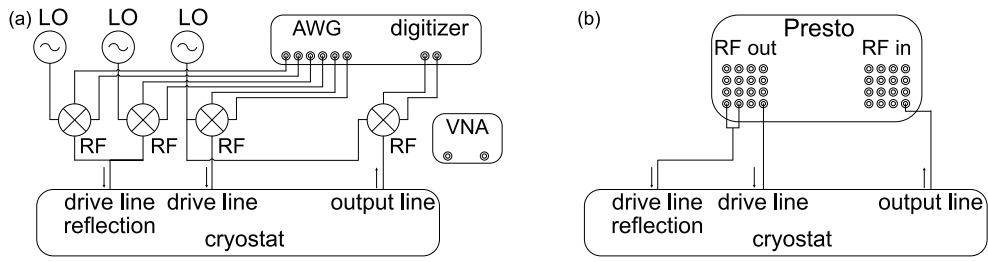 (a) LO LO LO
AWG digitizer
VNA
RF RF RF RF
drive line drive line output line
reflection
cryostat
(b)
Presto
RF out RF in
drive line drive line output line
reflection
cryostat